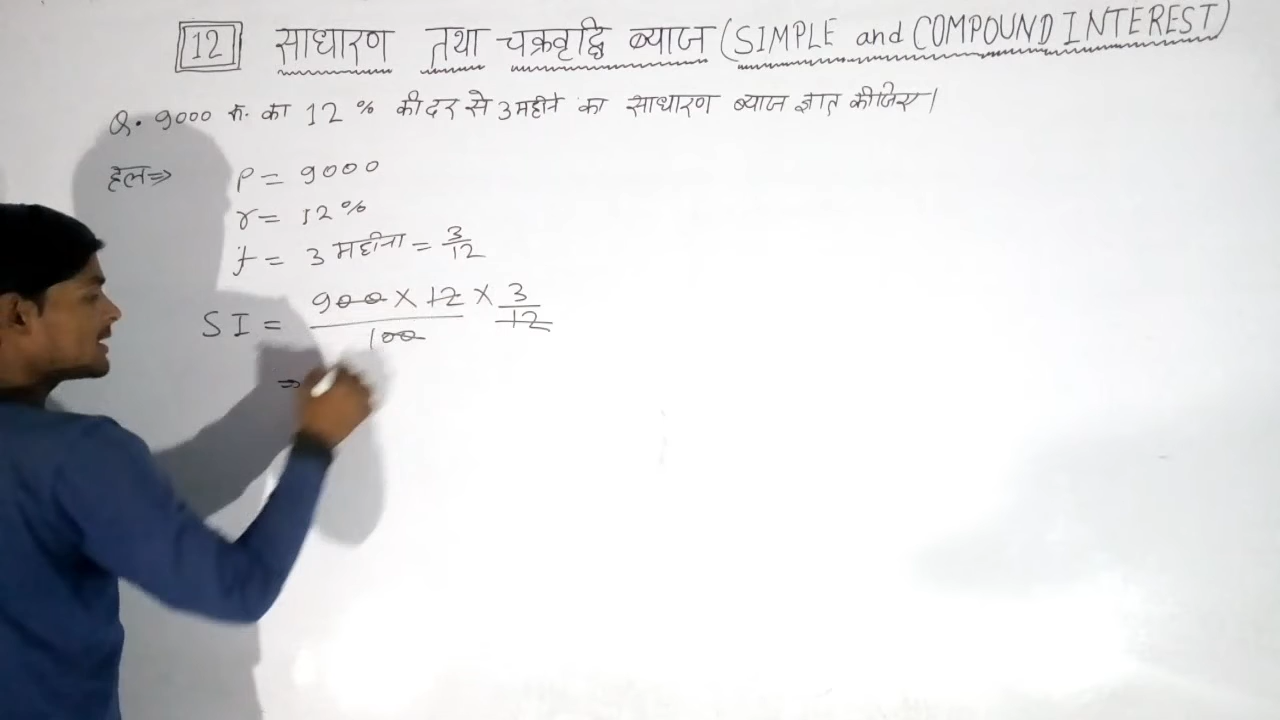 12 साधारण तथा चक्रवृद्धि ब्याज (SIMPLE and COMPOUND INTEREST)
Q. 9000 रु. का 12 % की दर से 3 महीने का साधारण ब्याज ज्ञात कीजिए।
हल⇒ P = 9000
r = 12%
t = 3 महीना = 3/12
SI = 900 × 12 / 100 × 3/12
⇒